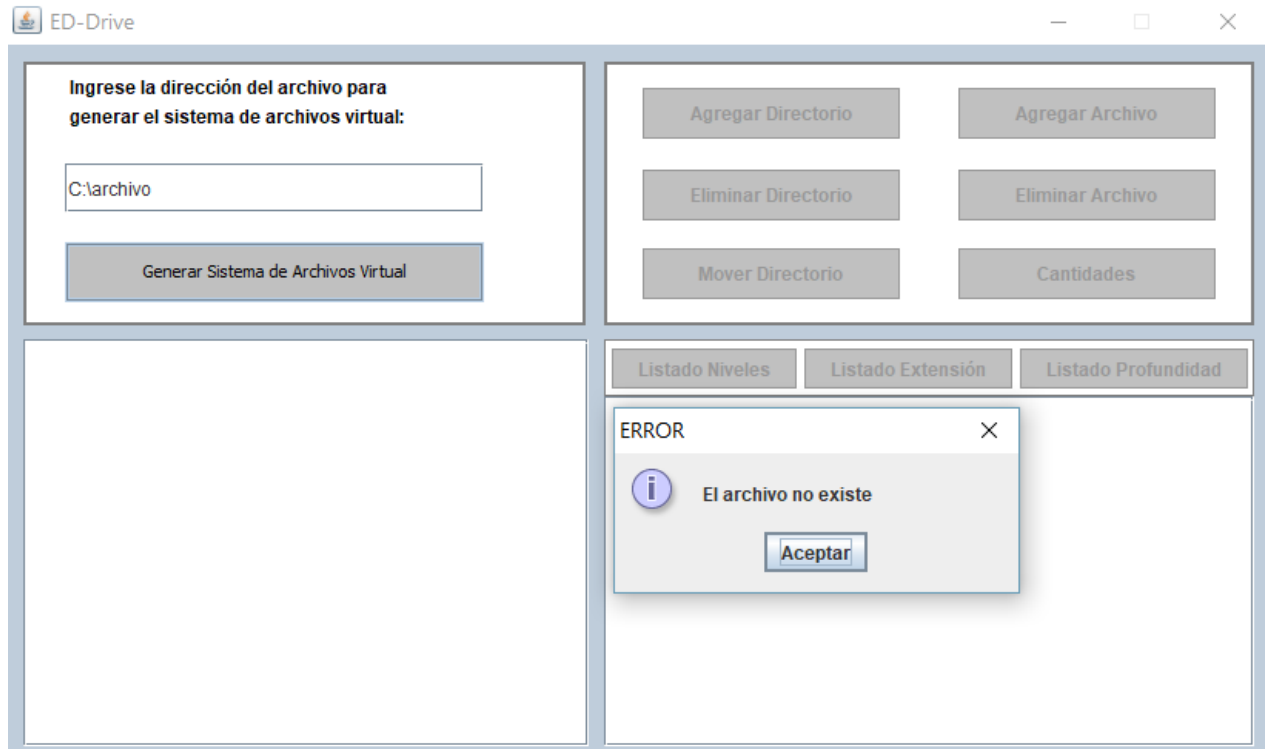 ED-Drive
Ingrese la dirección del archivo para
generar el sistema de archivos virtual:
C:\archivo
Generar Sistema de Archivos Virtual
Agregar Directorio
Agregar Archivo
Eliminar Directorio
Eliminar Archivo
Mover Directorio
Cantidades
Listado Niveles
Listado Extensión
Listado Profundidad
ERROR
i
El archivo no existe
Aceptar